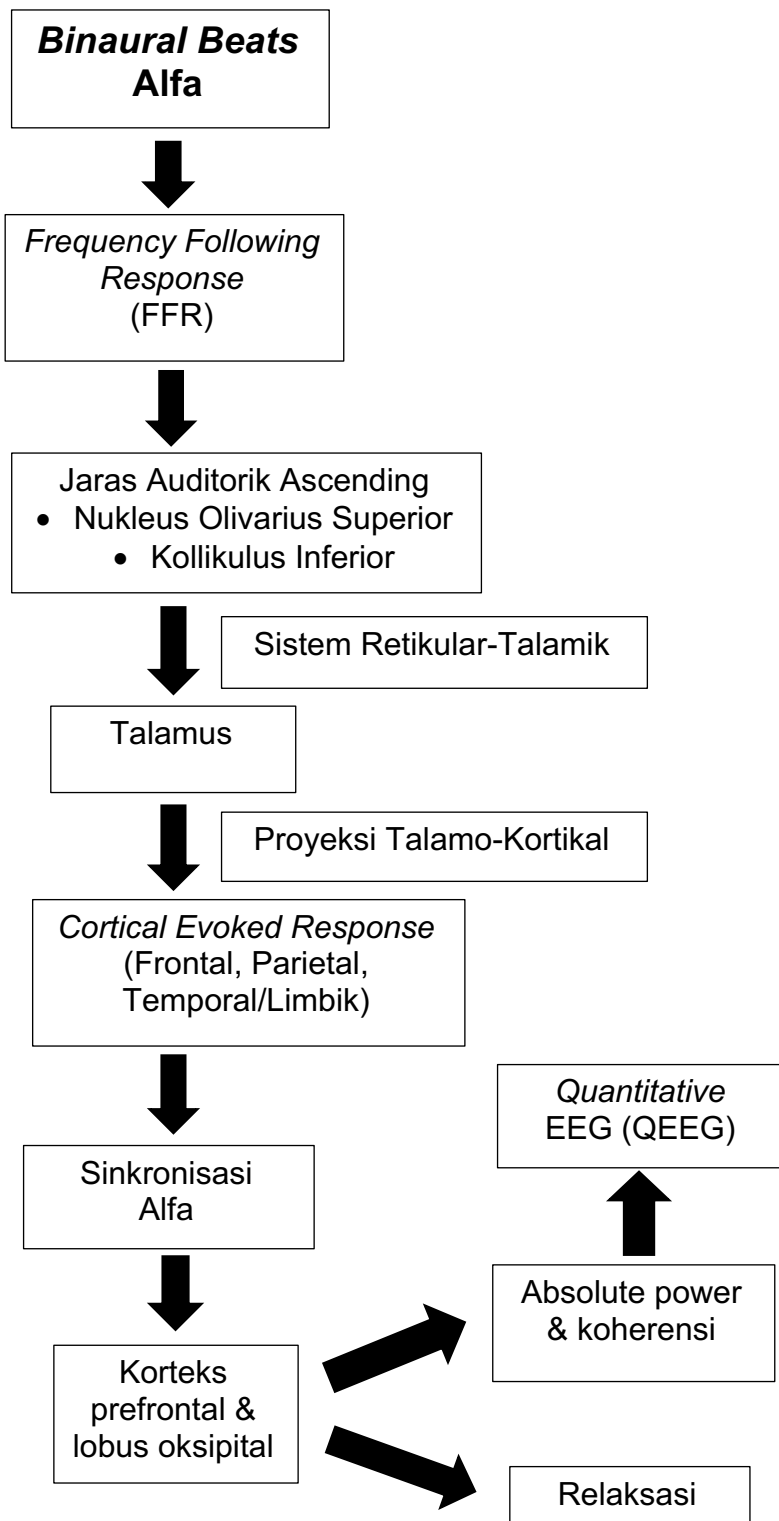 Binaural Beats
Alfa
Frequency Following
Response
(FFR)
Jaras Auditorik Ascending
• Nukleus Olivarius Superior
• Kollikulus Inferior
Sistem Retikular-Talamik
Talamus
Proyeksi Talamo-Kortikal
Cortical Evoked Response
(Frontal, Parietal,
Temporal/Limbik)
Quantitative
EEG (QEEG)
Sinkronisasi
Alfa
Absolute power
& koherensi
Korteks
prefrontal &
lobus oksipital
Relaksasi